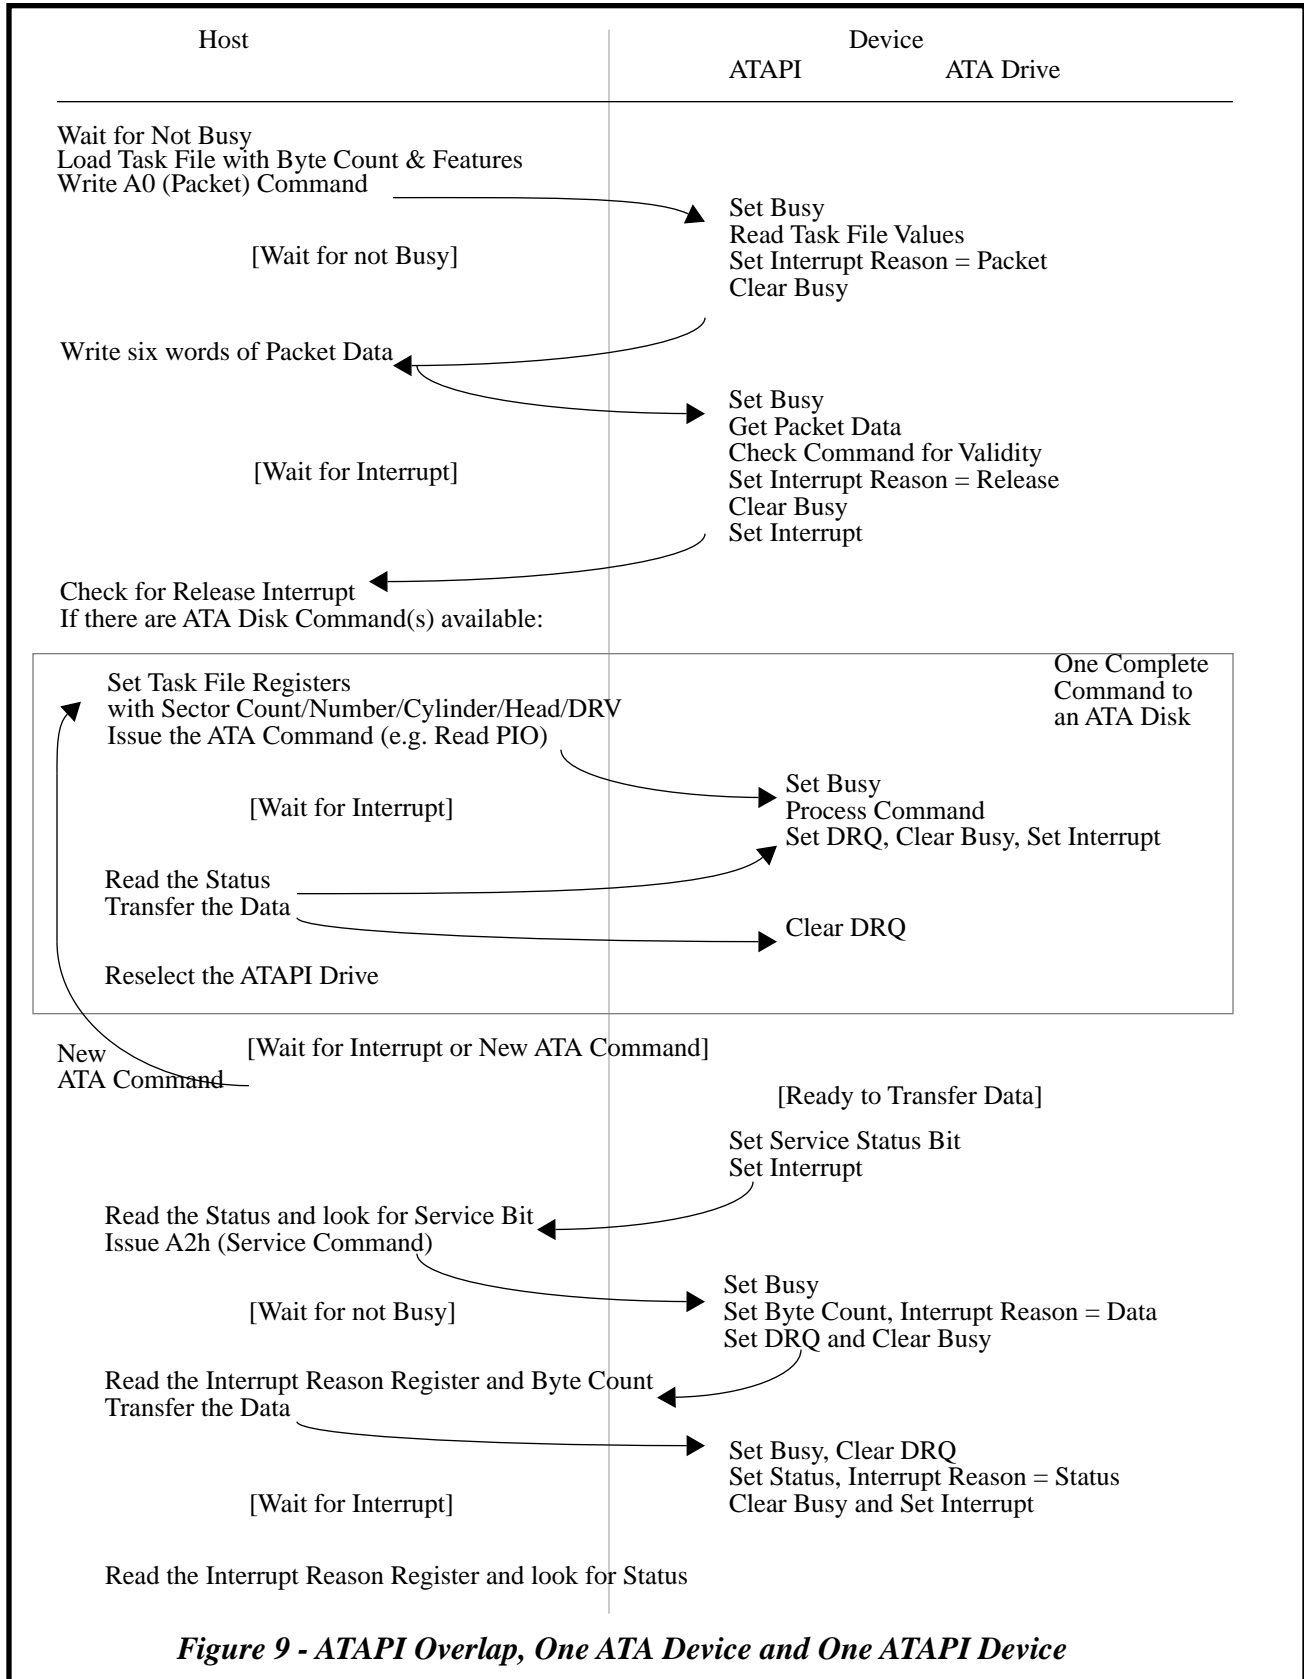 Host
Device
ATAPI
ATA Drive
Wait for Not Busy
Load Task File with Byte Count & Features
Write A0 (Packet) Command
Set Busy
Read Task File Values
[Wait for not Busy]
Set Interrupt Reason = Packet
Clear Busy
Write six words of Packet Data
Set Busy
Get Packet Data
Check Command for Validity
[Wait for Interrupt]
Set Interrupt Reason = Release
Clear Busy
Set Interrupt
Check for Release Interrupt
If there are ATA Disk Command(s) available:
One Complete
Command to
an ATA Disk
Set Task File Registers
with Sector Count/Number/Cylinder/Head/DRV
Issue the ATA Command (e.g. Read PIO)
Set Busy
[Wait for Interrupt]
Process Command
Set DRQ, Clear Busy, Set Interrupt
Read the Status
Transfer the Data
Clear DRQ
Reselect the ATAPI Drive
[Wait for Interrupt or New ATA Command]
New
ATA Command
[Ready to Transfer Data]
Set Service Status Bit
Set Interrupt
Read the Status and look for Service Bit
Issue A2h (Service Command)
Set Busy
[Wait for not Busy]
Set Byte Count, Interrupt Reason = Data
Set DRQ and Clear Busy
Read the Interrupt Reason Register and Byte Count
Transfer the Data
Set Busy, Clear DRQ
Set Status, Interrupt Reason = Status
[Wait for Interrupt]
Clear Busy and Set Interrupt
Read the Interrupt Reason Register and look for Status
Figure 9 - ATAPI Overlap, One ATA Device and One ATAPI Device